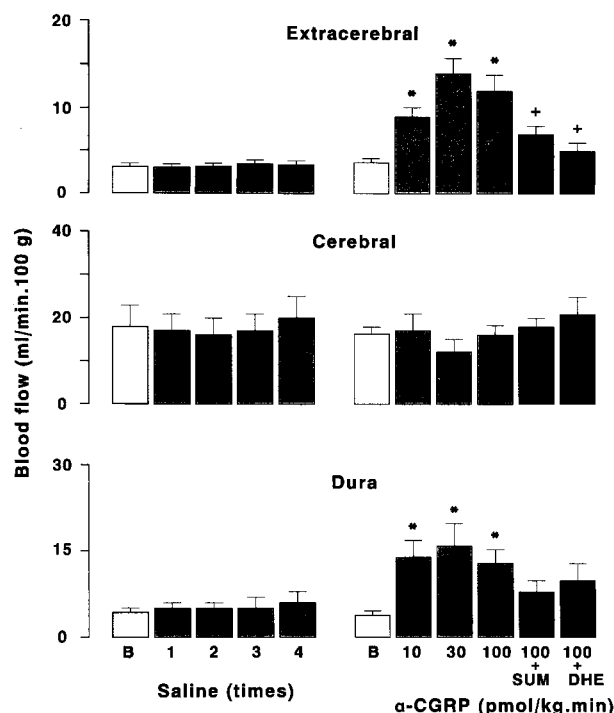 Extracerebral
20
10
0
* * * + +
Cerebral
40
20
0
Dura
30
15
0
* * *
B 1 2 3 4
B 10 30 100 100 + SUM 100 + DHE
Saline (times)
α-CGRP (pmol/kg.min)
Blood flow (ml/min.100 g)